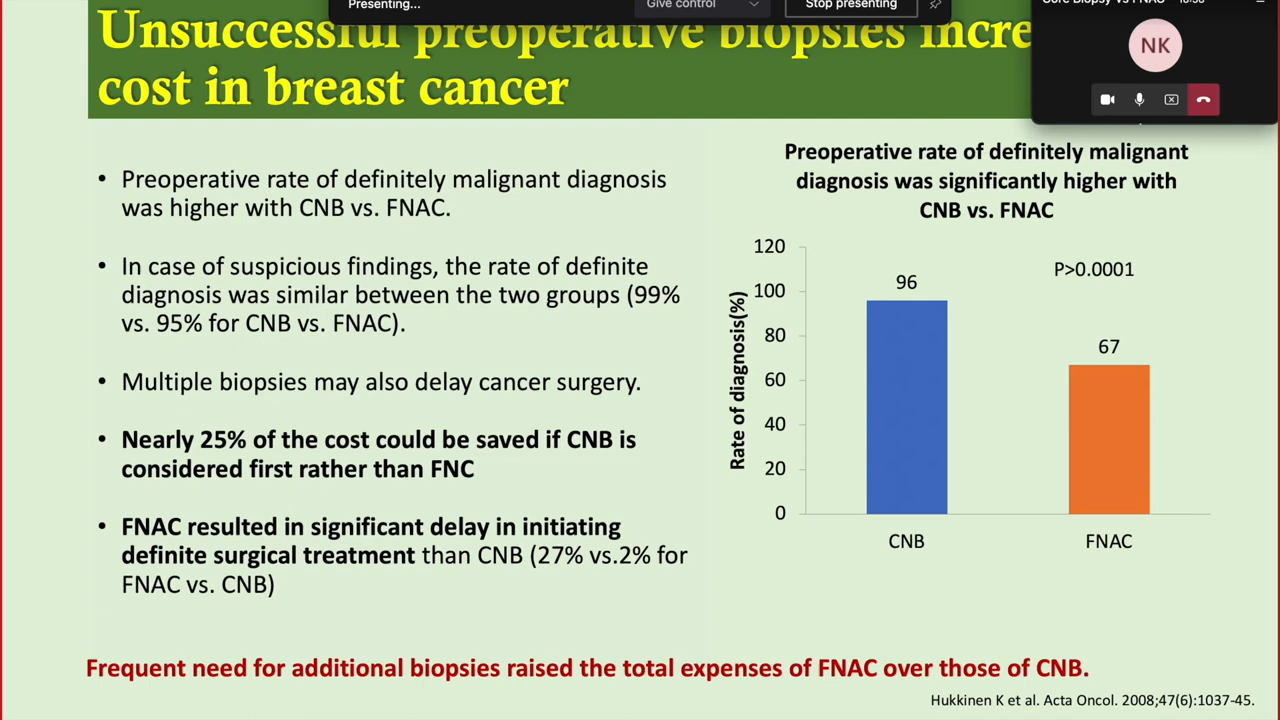 Presenting...
Give control
Stop presenting
Core Biopsy vs FNAC
Unsuccessful preoperative biopsies incre
cost in breast cancer
NK
• Preoperative rate of definitely malignant diagnosis
was higher with CNB vs. FNAC.
• In case of suspicious findings, the rate of definite
diagnosis was similar between the two groups (99%
vs. 95% for CNB vs. FNAC).
• Multiple biopsies may also delay cancer surgery.
• Nearly 25% of the cost could be saved if CNB is
considered first rather than FNC
• FNAC resulted in significant delay in initiating
definite surgical treatment than CNB (27% vs.2% for
FNAC vs. CNB)
Preoperative rate of definitely malignant
diagnosis was significantly higher with
CNB vs. FNAC
Rate of diagnosis(%)
120
100
80
60
40
20
0
96
67
P>0.0001
CNB
FNAC
Frequent need for additional biopsies raised the total expenses of FNAC over those of CNB.
Hukkinen K et al. Acta Oncol. 2008;47(6):1037-45.